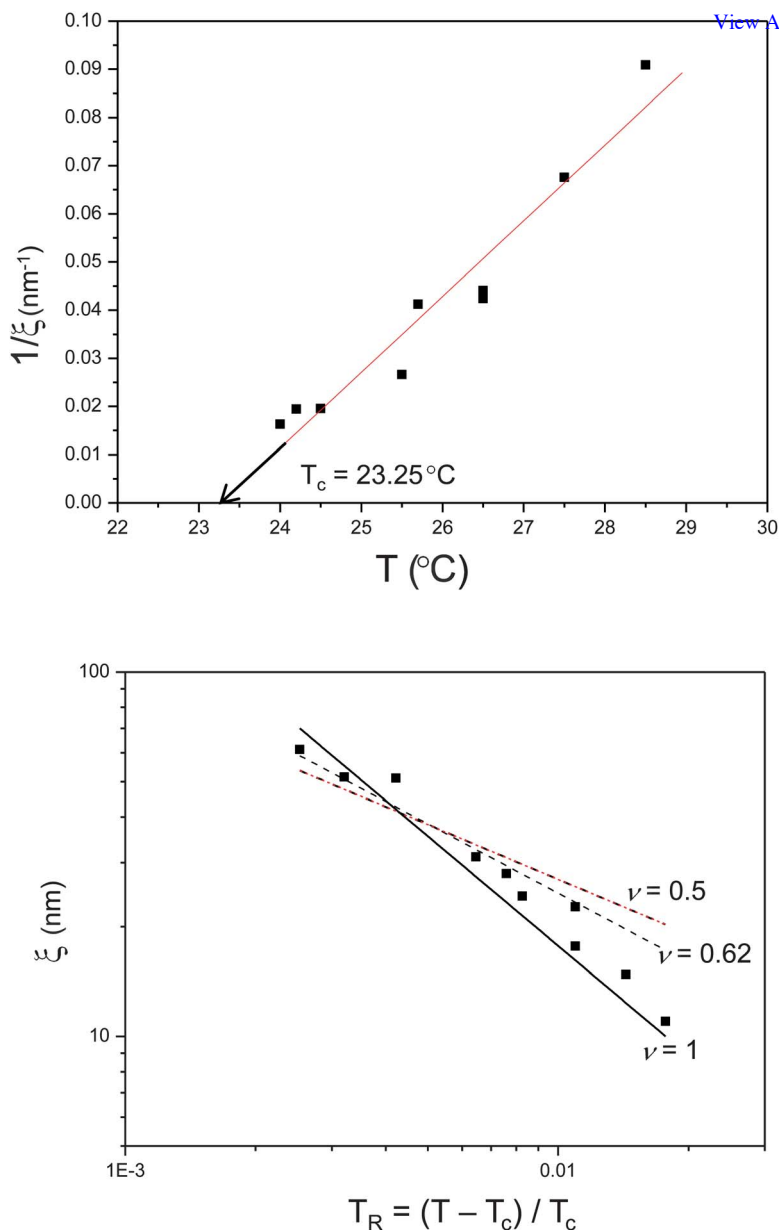 View A
0.10
0.09
0.08
0.07
0.06
0.05
0.04
0.03
0.02
0.01
0.00
1/ξ (nm⁻¹)
T_c = 23.25°C
22 23 24 25 26 27 28 29 30
T (°C)
100
10
ξ (nm)
ν = 0.5
ν = 0.62
ν = 1
1E-3 0.01
T_R = (T – T_c) / T_c